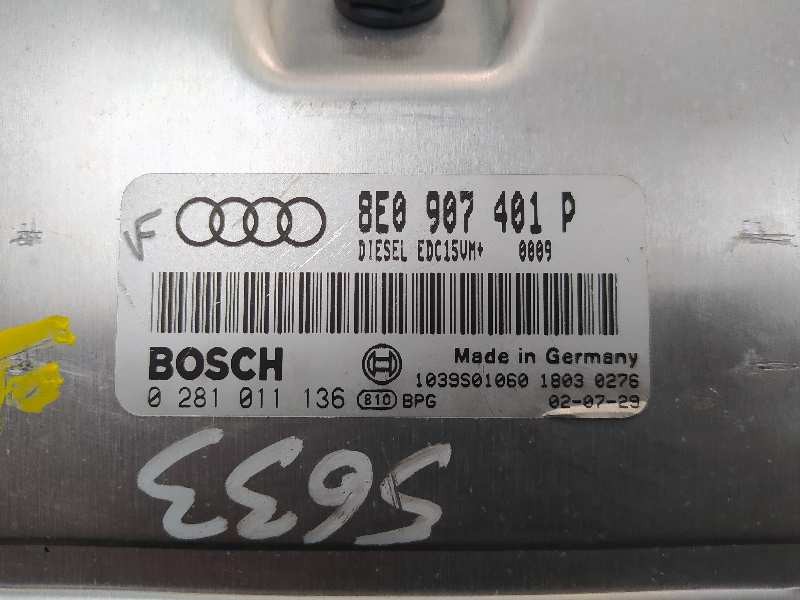 8E0 907 401 P
DIESEL EDC15VM+ 0009
BOSCH
Made in Germany
1039S01060 1803 0276
0 281 011 136 810 BPG 02-07-29
5633